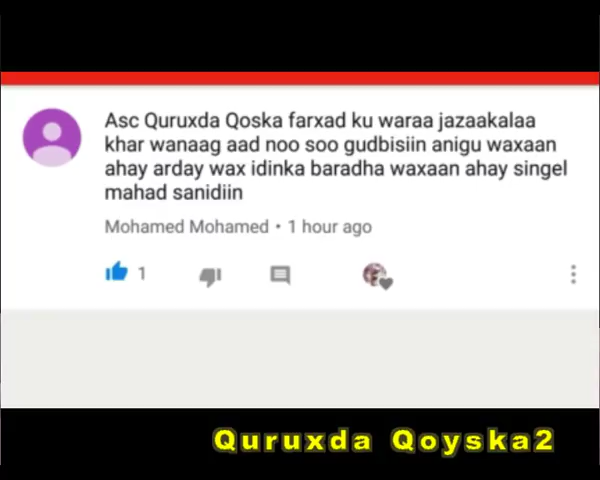 Asc Quruxda Qoska farxad ku waraa jazaakalaa
khar wanaag aad noo soo gudbisiin anigu waxaan
ahay arday wax idinka baradha waxaan ahay singel
mahad sanidiin
Mohamed Mohamed • 1 hour ago
1
Quruxda Qoyska2